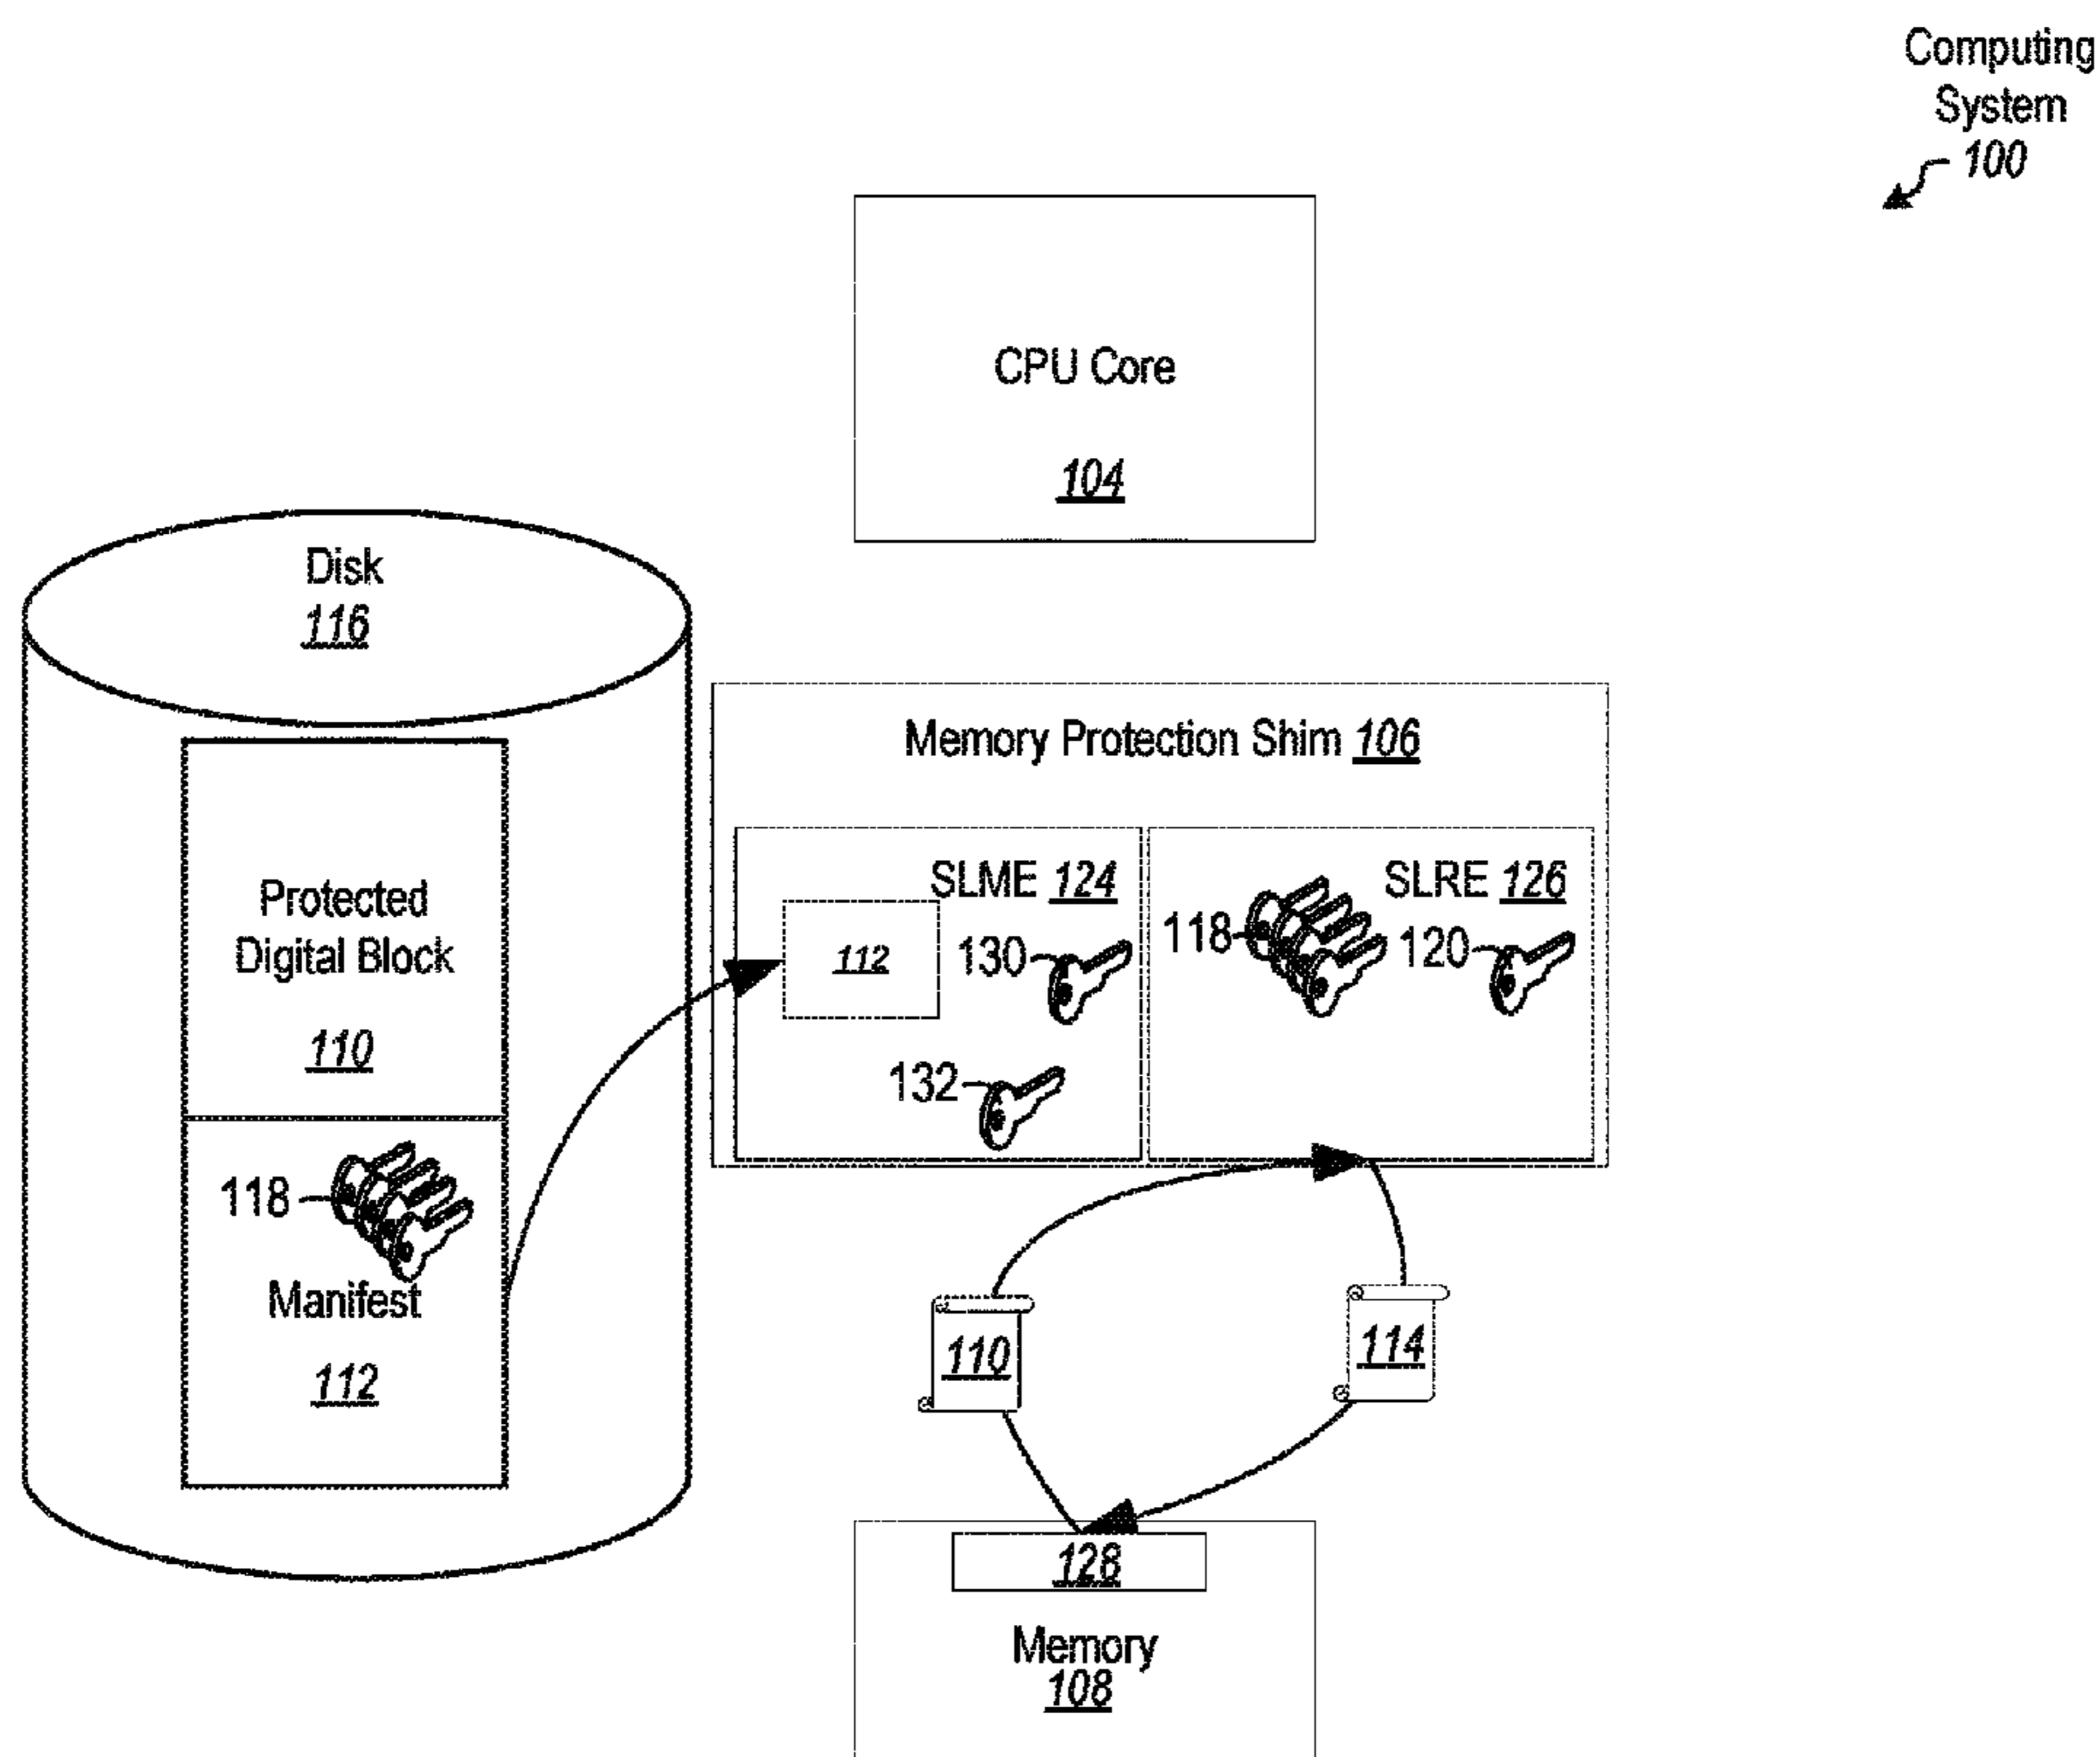 Computing
System
100
CPU Core
104
Disk
116
Memory Protection Shim 106
Protected
Digital Block
110
SLME 124
112
130
132
SLRE 126
118
120
118
Manifest
112
110
114
128
Memory
108